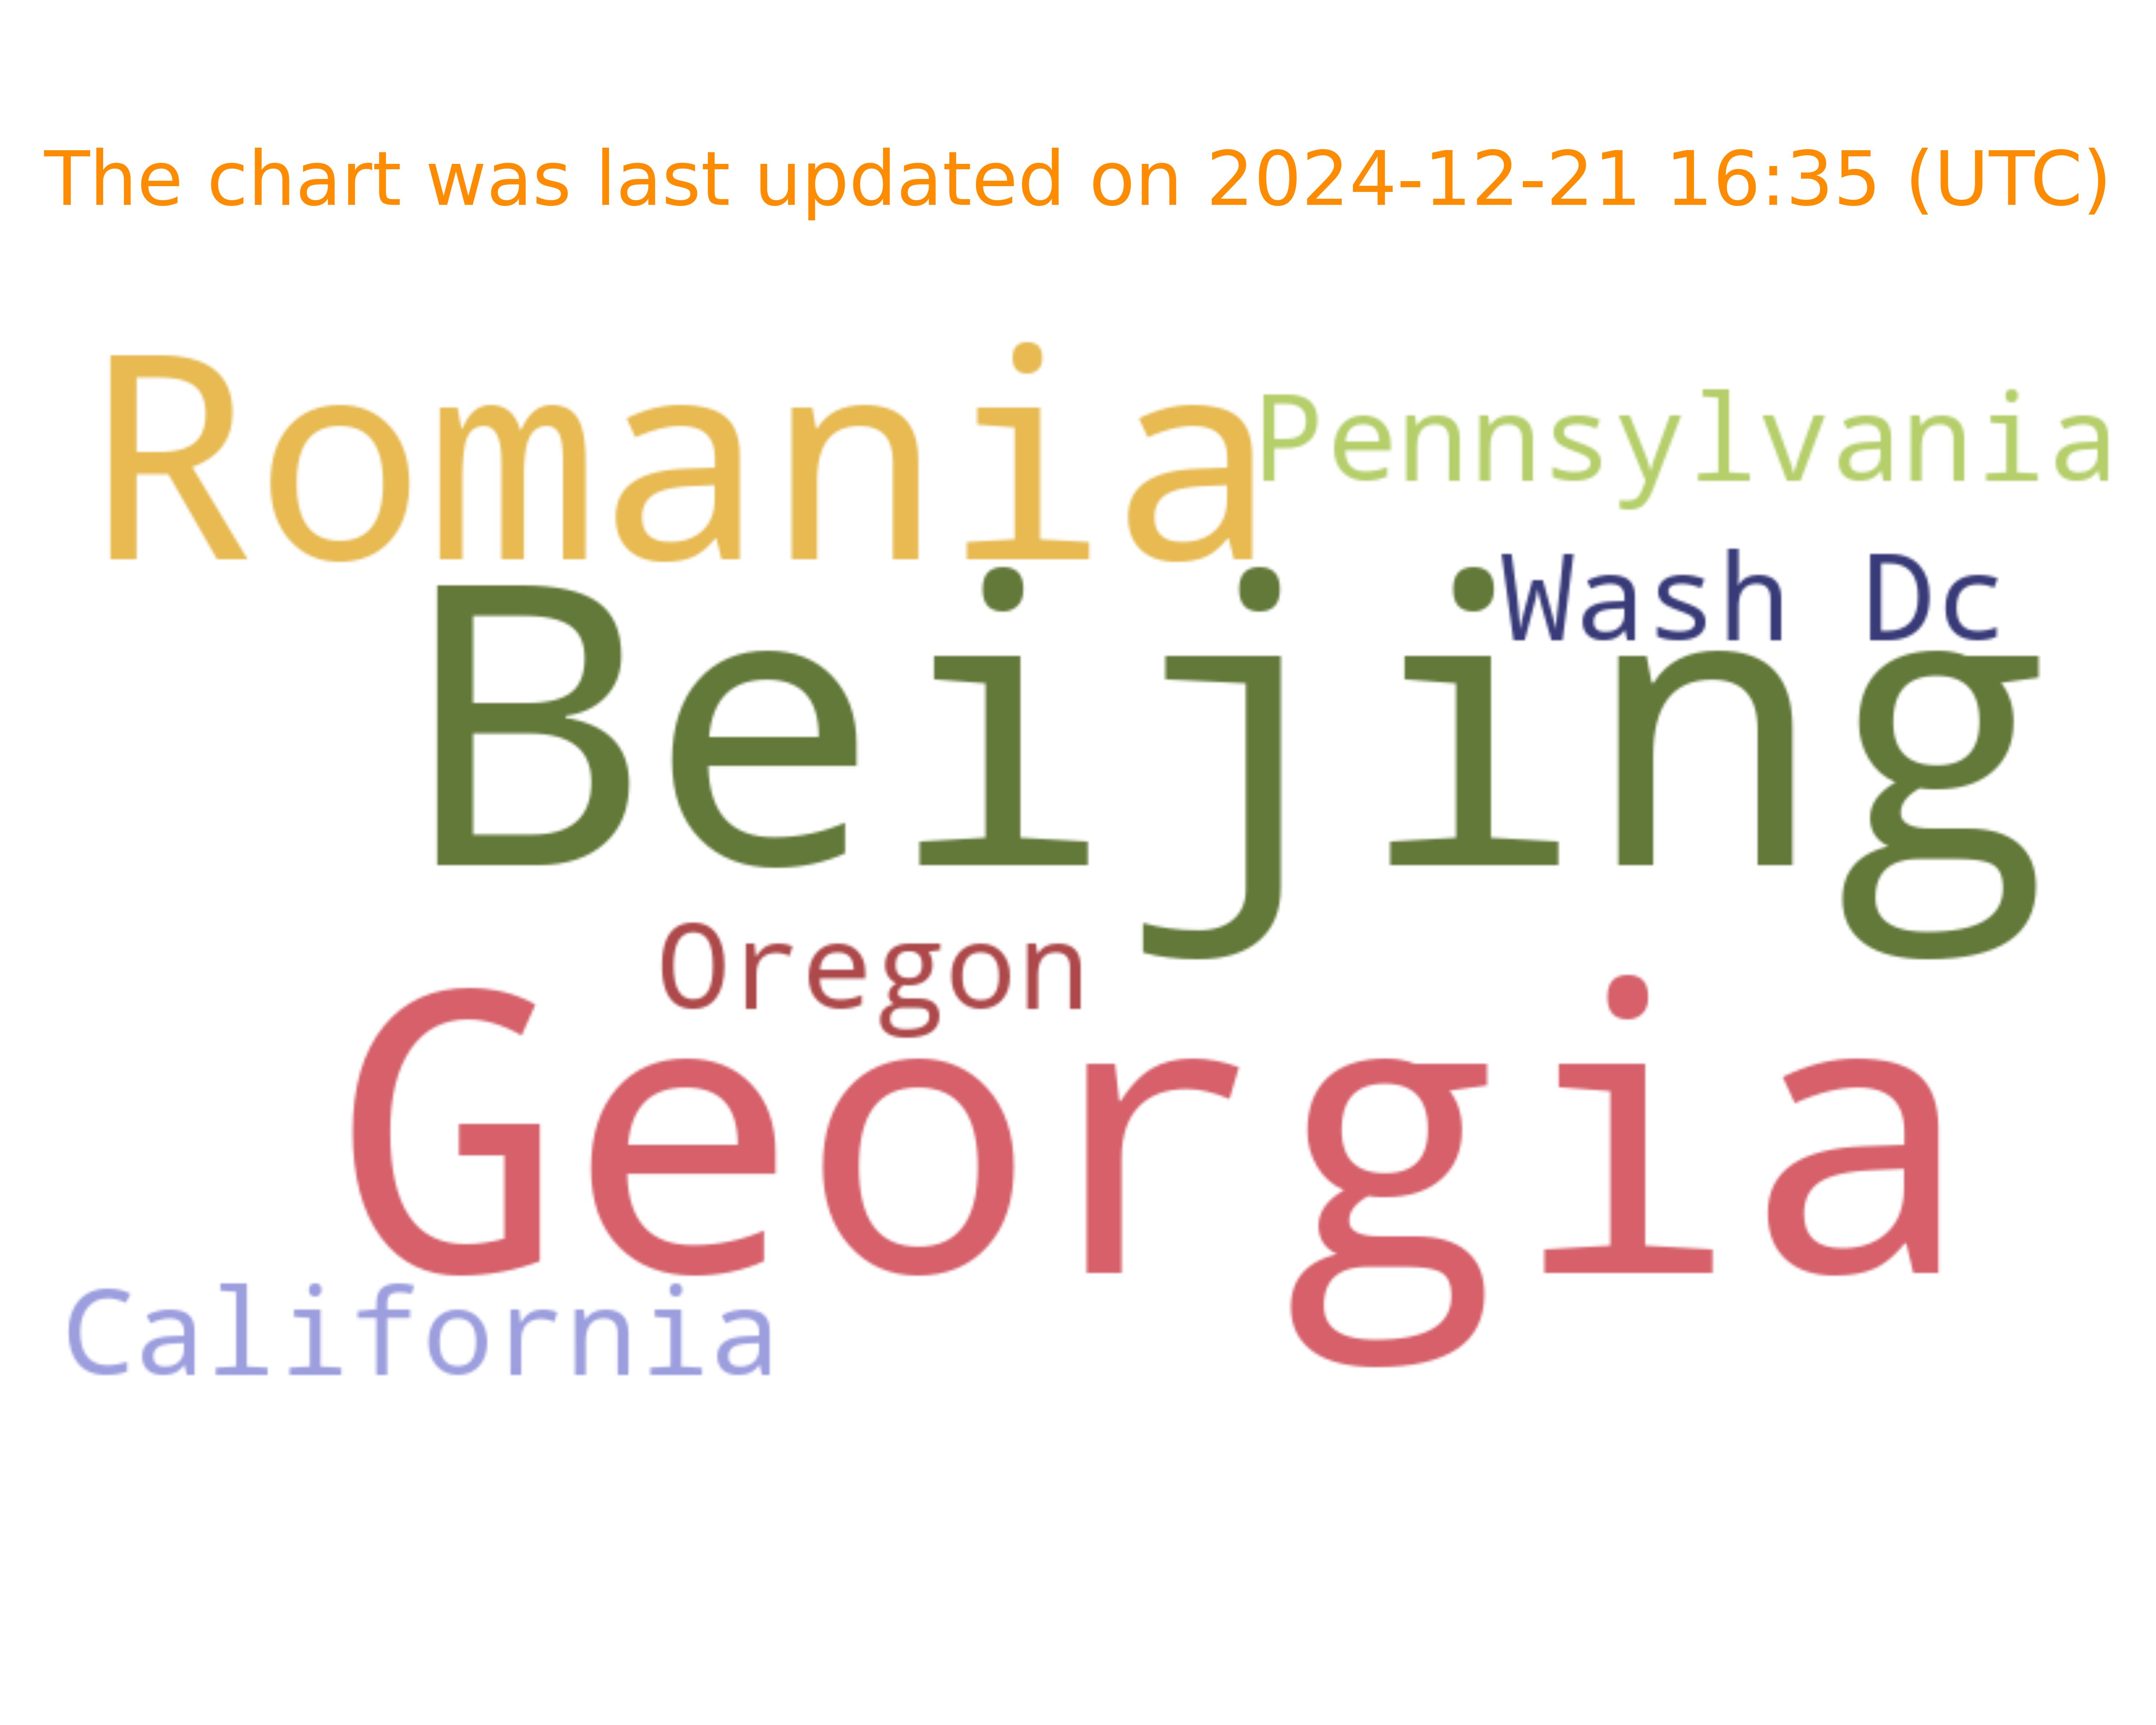 The chart was last updated on 2024-12-21 16:35 (UTC)
Romania Pennsylvania
Wash Dc
Beijing
Oregon
Georgia
California